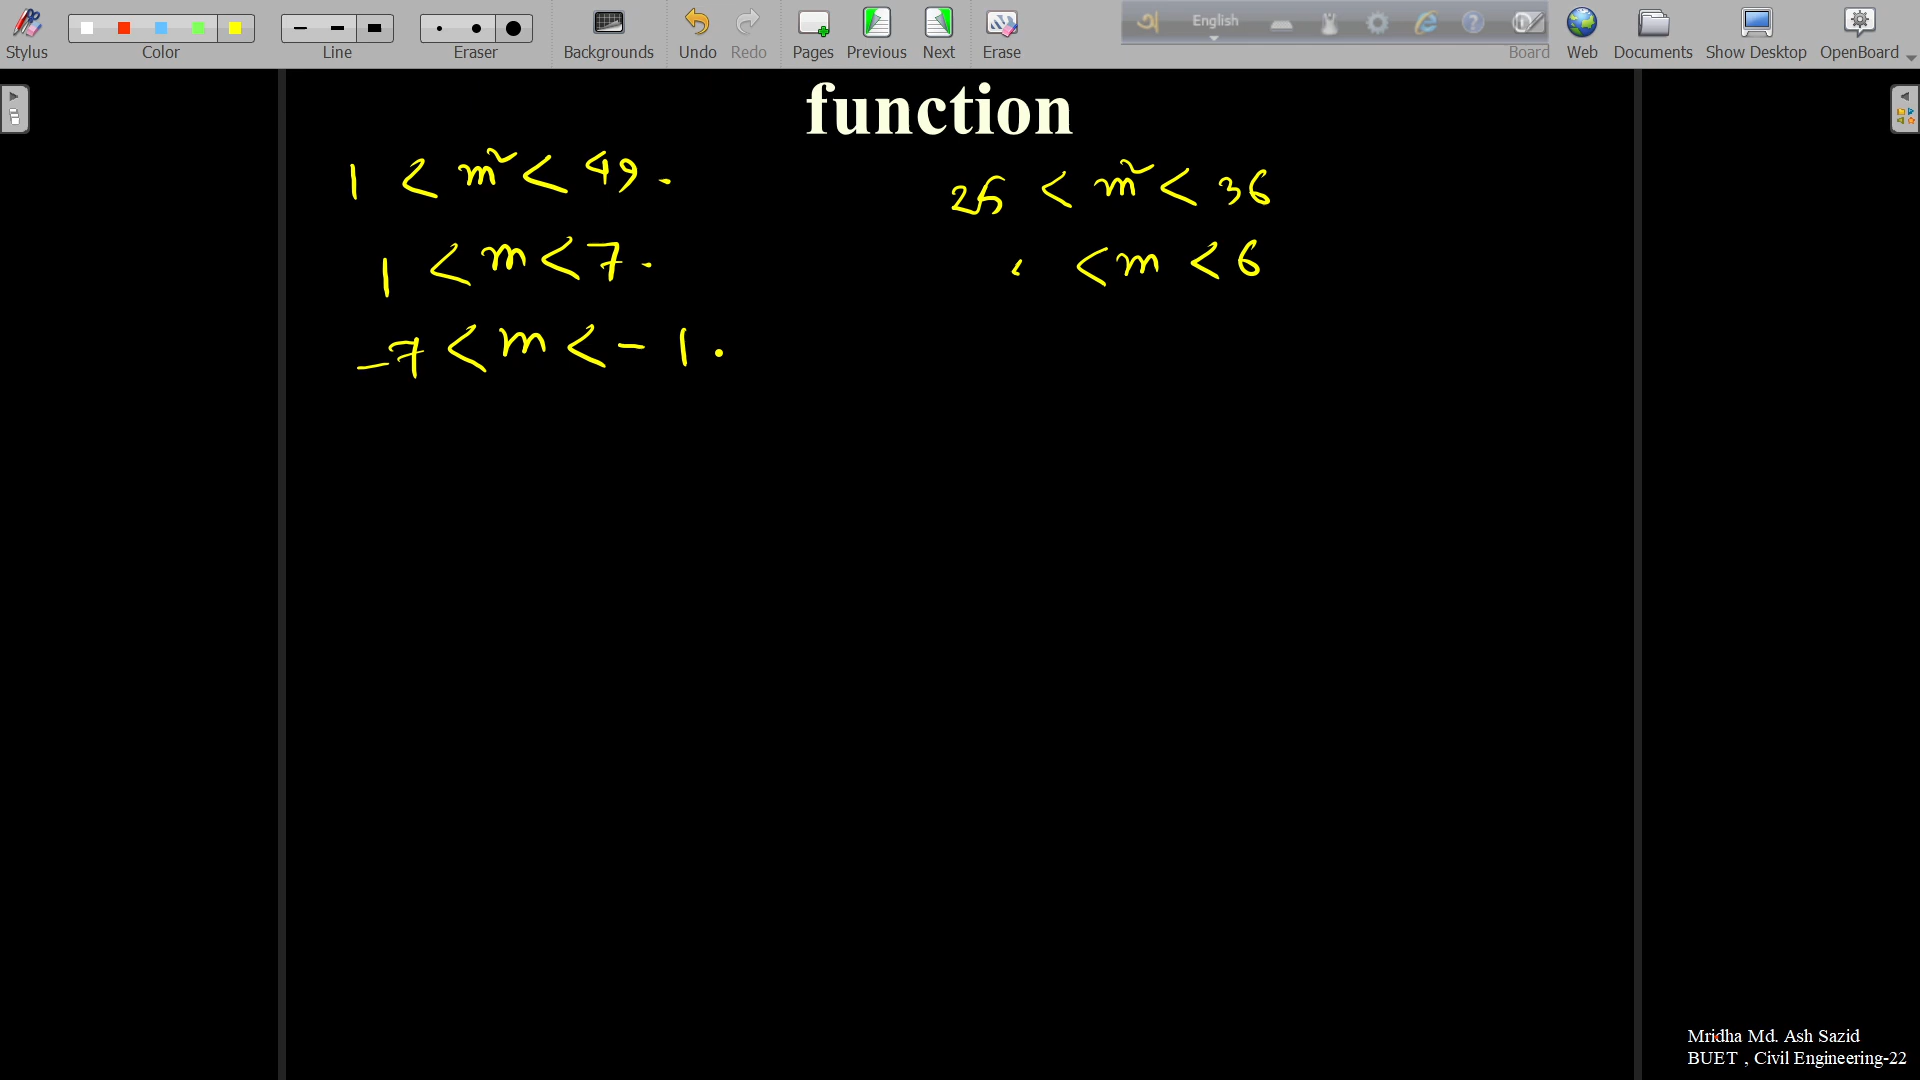 Stylus Color Line Eraser Backgrounds Undo Redo Pages Previous Next Erase English Board Web Documents Show Desktop OpenBoard
function
1 < m² < 49.
1 < m < 7.
-7 < m < -1.
25 < m² < 36
< m < 6
Mridha Md. Ash Sazid
BUET , Civil Engineering-22